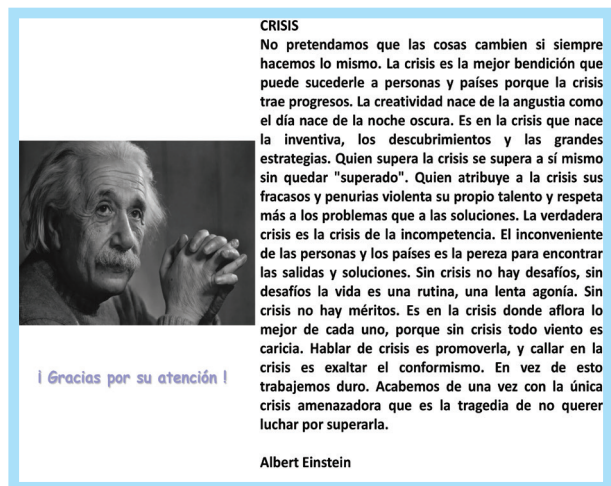 CRISIS
No pretendamos que las cosas cambien si siempre
hacemos lo mismo. La crisis es la mejor bendición que
puede sucederle a personas y países porque la crisis
trae progresos. La creatividad nace de la angustia como
el día nace de la noche oscura. Es en la crisis que nace
la inventiva, los descubrimientos y las grandes
estrategias. Quien supera la crisis se supera a sí mismo
sin quedar "superado". Quien atribuye a la crisis sus
fracasos y penurias violenta su propio talento y respeta
más a los problemas que a las soluciones. La verdadera
crisis es la crisis de la incompetencia. El inconveniente
de las personas y los países es la pereza para encontrar
las salidas y soluciones. Sin crisis no hay desafíos, sin
desafíos la vida es una rutina, una lenta agonía. Sin
crisis no hay méritos. Es en la crisis donde aflora lo
mejor de cada uno, porque sin crisis todo viento es
caricia. Hablar de crisis es promoverla, y callar en la
crisis es exaltar el conformismo. En vez de esto
trabajemos duro. Acabemos de una vez con la única
crisis amenazadora que es la tragedia de no querer
luchar por superarla.
Albert Einstein
¡ Gracias por su atención !